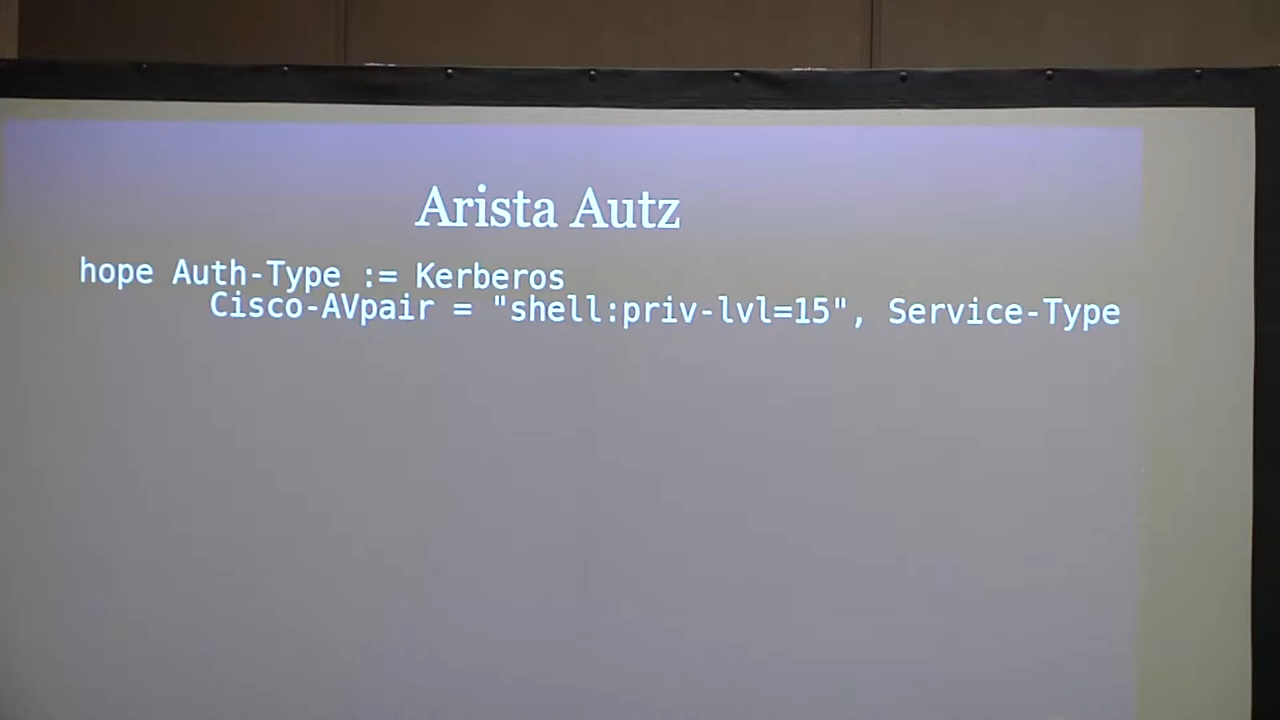 Arista Autz
hope Auth-Type := Kerberos
Cisco-AVpair = "shell:priv-lvl=15", Service-Type